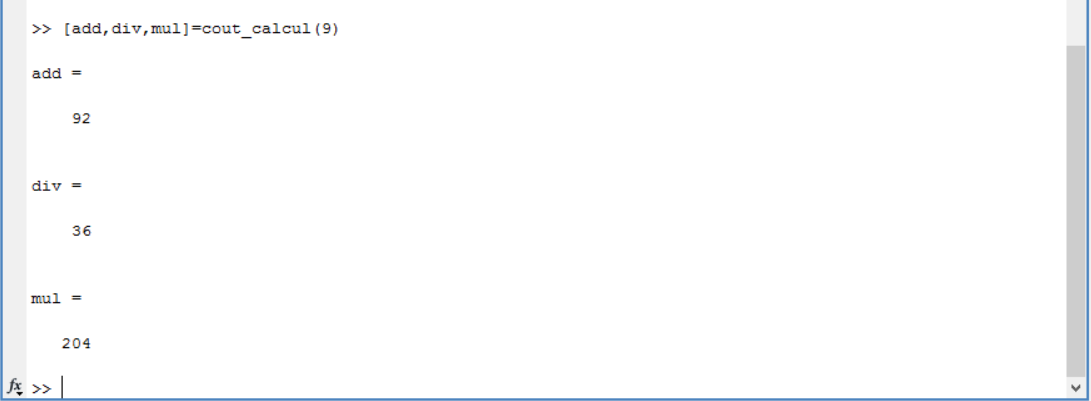 >> [add,div,mul]=cout_calcul(9)
add =
92
div =
36
mul =
204
fx >>